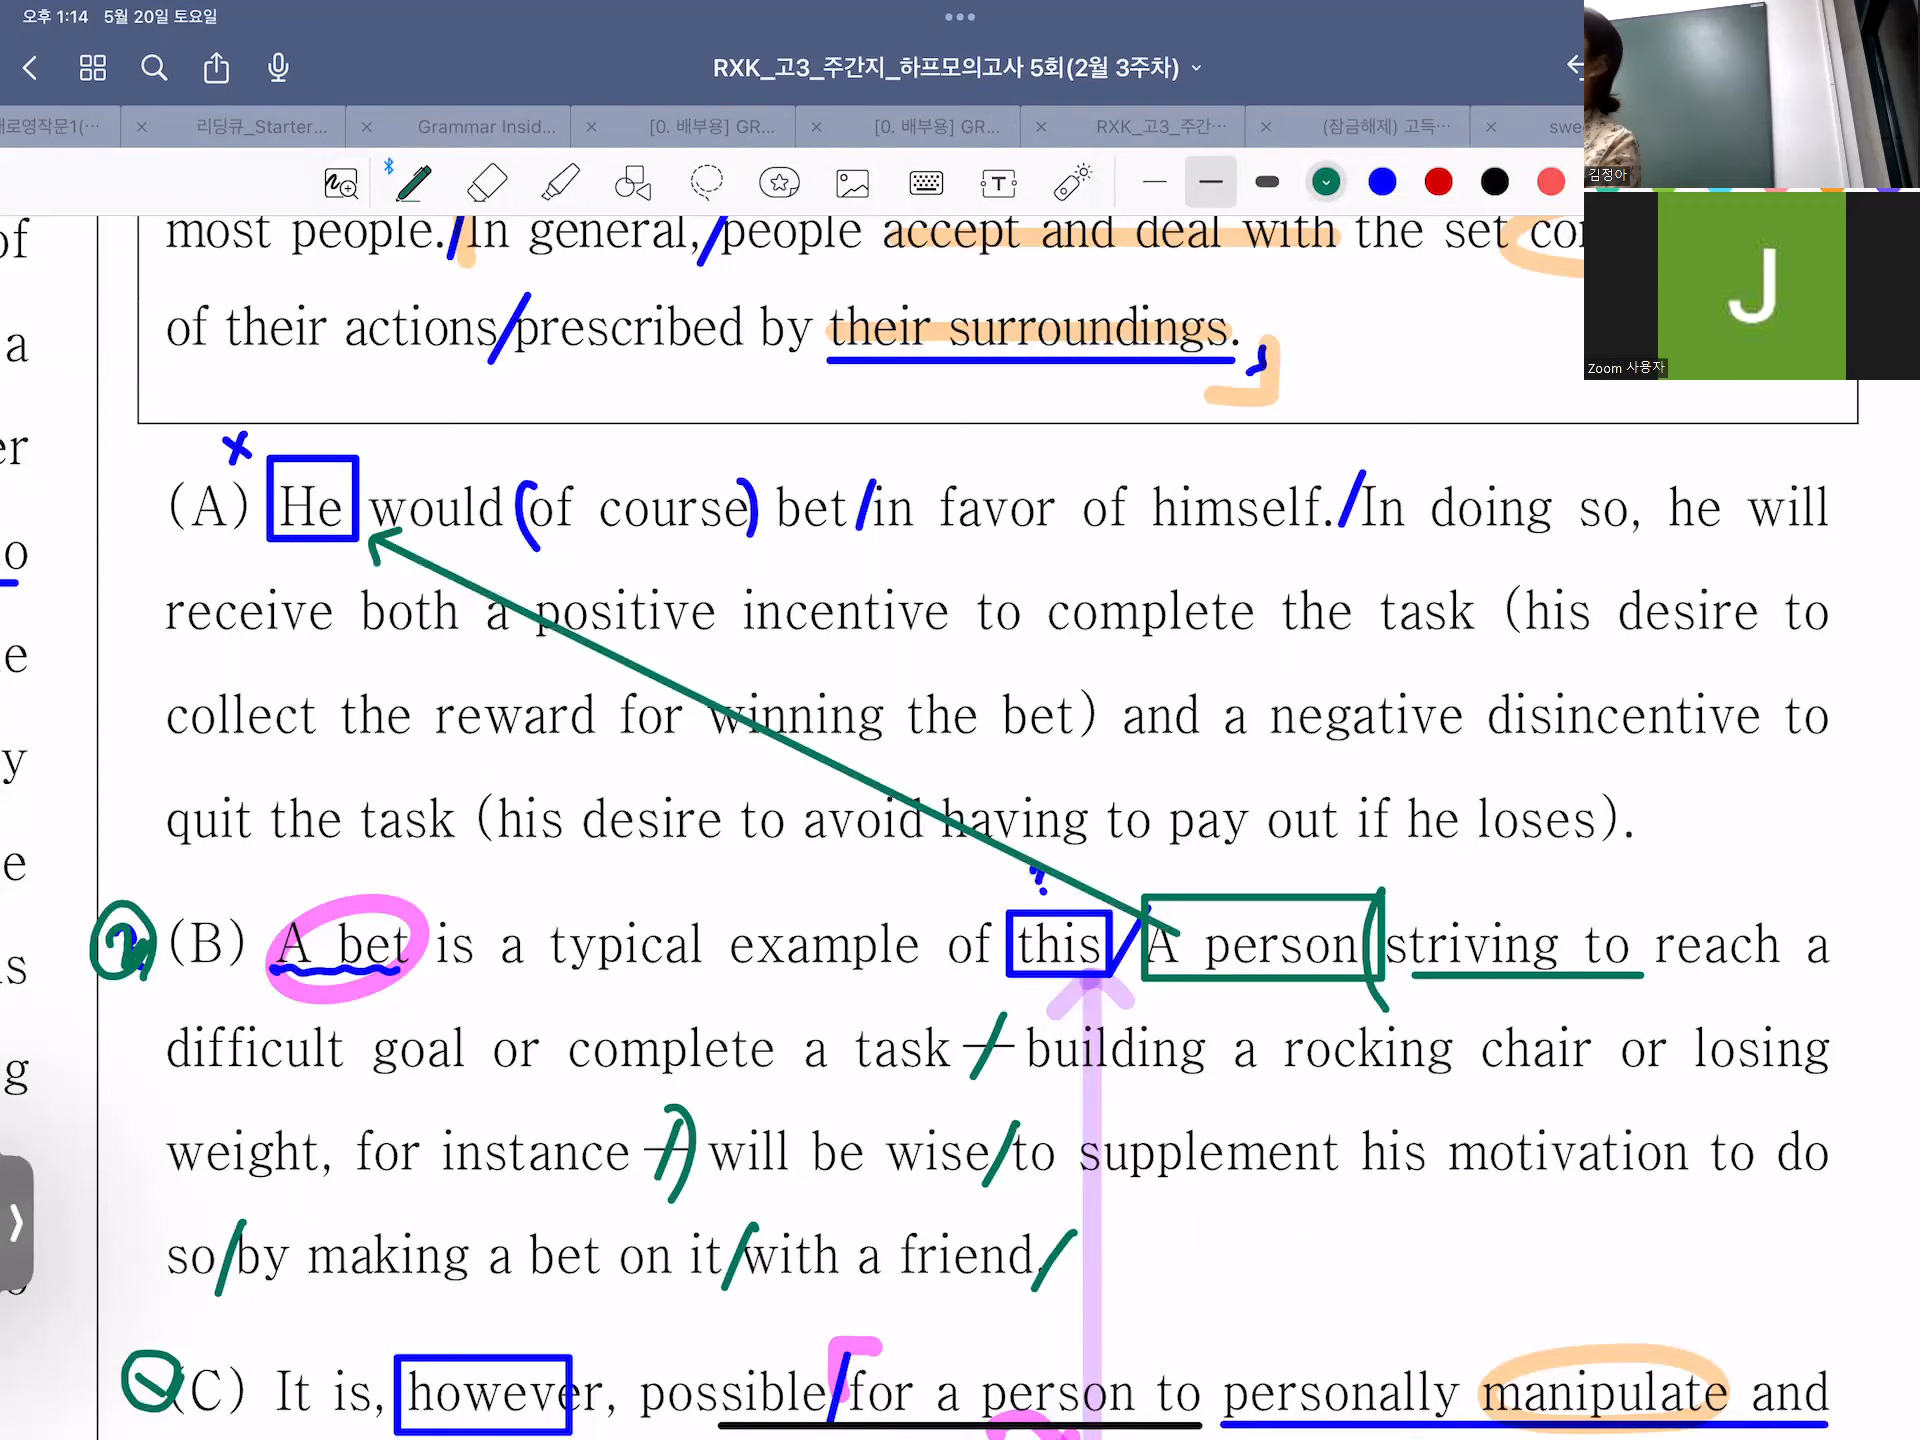 오후 1:14 5월 20일 토요일
RXK_고3_주간지_하프모의고사 5회(2월 3주차)
대로영작문1(… × 리딩큐_Starter... × Grammar Insid... × [0. 배부용] GR... × [0. 배부용] GR... × RXK_고3_주간… × (잠금해제) 고득… × swe
김정아
J
Zoom 사용자
most people. In general, people accept and deal with the set
of their actions prescribed by their surroundings.
(A) He would of course bet in favor of himself. In doing so, he will
receive both a positive incentive to complete the task (his desire to
collect the reward for winning the bet) and a negative disincentive to
quit the task (his desire to avoid having to pay out if he loses).
(B) A bet is a typical example of this. A person striving to reach a
difficult goal or complete a task — building a rocking chair or losing
weight, for instance — will be wise to supplement his motivation to do
so by making a bet on it with a friend.
(C) It is, however, possible for a person to personally manipulate and